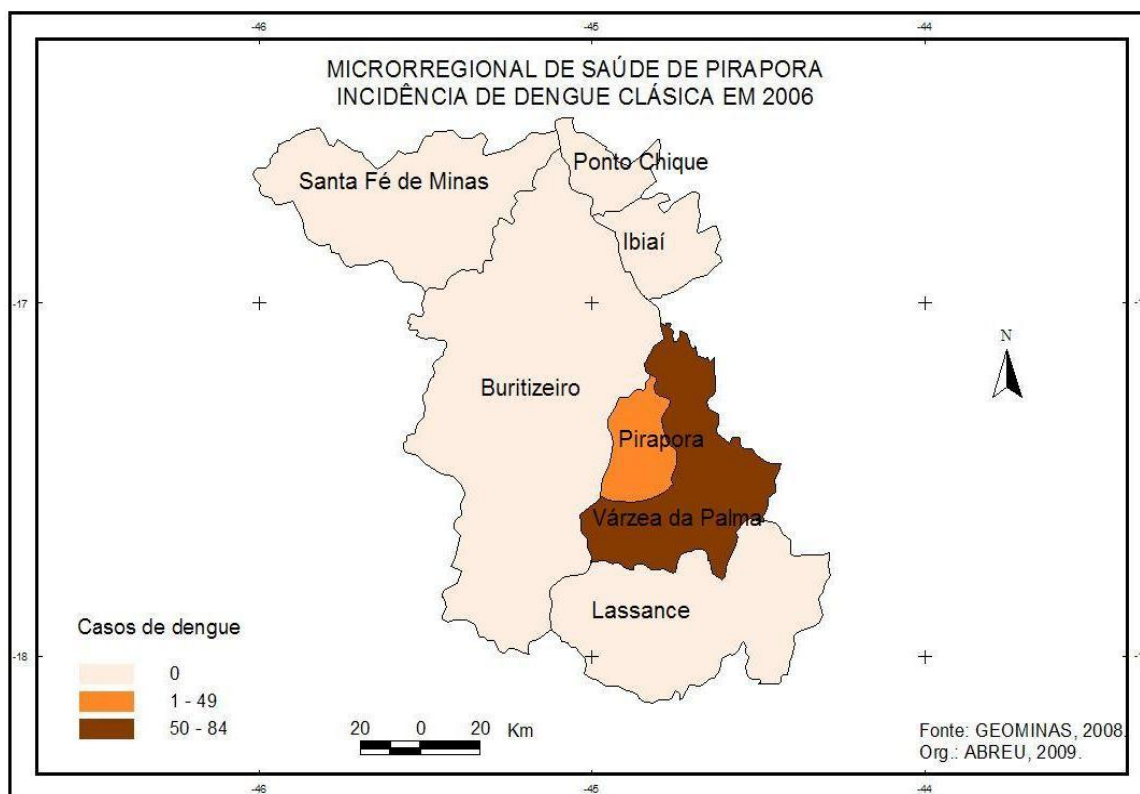 -46
-45
-44
MICRORREGIONAL DE SAÚDE DE PIRAPORA
INCIDÊNCIA DE DENGUE CLÁSICA EM 2006
Ponto Chique
Santa Fé de Minas
Ibiaí
-17
N
Buritizeiro
Pirapora
Várzea da Palma
Lassance
Casos de dengue
0
1 - 49
50 - 84
-18
20 0 20 Km
Fonte: GEOMINAS, 2008.
Org.: ABREU, 2009.
-46
-45
-44